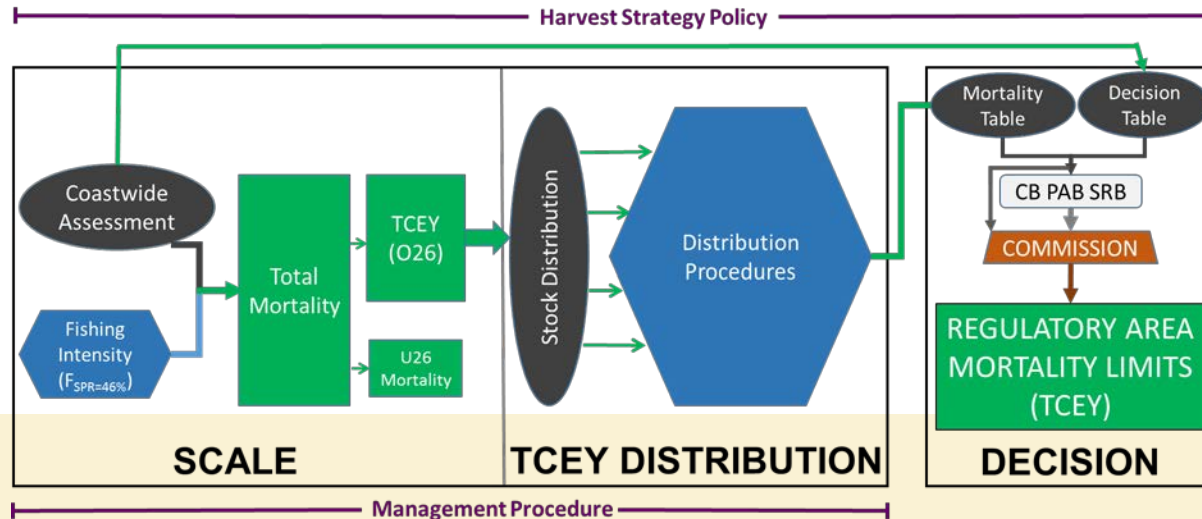 Harvest Strategy Policy
Coastwide
Assessment
Fishing
Intensity
(F_SPR=46%)
Total
Mortality
TCEY
(O26)
U26
Mortality
Stock Distribution
Distribution
Procedures
Mortality
Table
Decision
Table
CB PAB SRB
COMMISSION
REGULATORY AREA
MORTALITY LIMITS
(TCEY)
SCALE
TCEY DISTRIBUTION
DECISION
Management Procedure